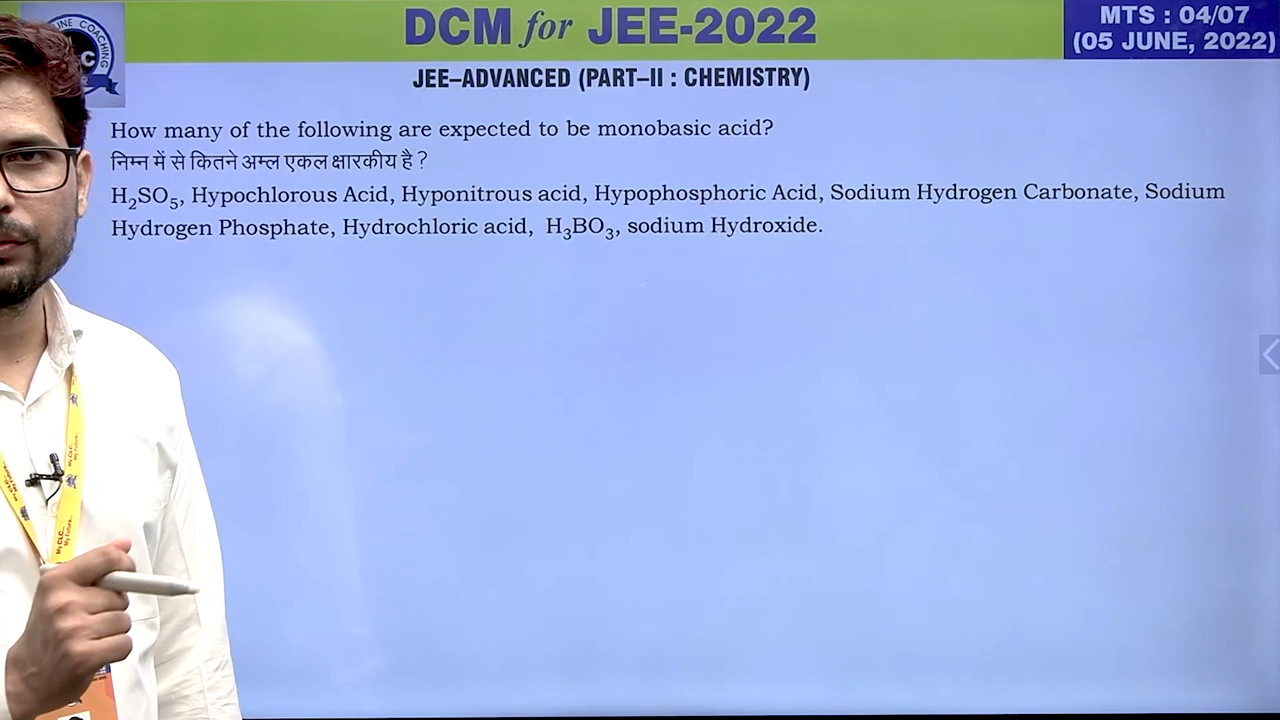 DCM for JEE-2022
MTS : 04/07
(05 JUNE, 2022)
JEE–ADVANCED (PART–II : CHEMISTRY)
How many of the following are expected to be monobasic acid?
निम्न में से कितने अम्ल एकल क्षारकीय है ?
H₂SO₅, Hypochlorous Acid, Hyponitrous acid, Hypophosphoric Acid, Sodium Hydrogen Carbonate, Sodium
Hydrogen Phosphate, Hydrochloric acid, H₃BO₃, sodium Hydroxide.